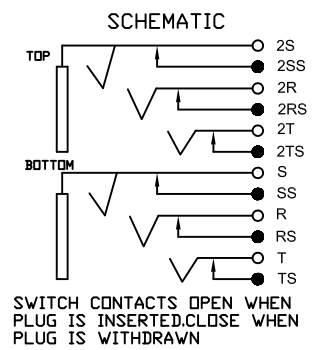 SCHEMATIC
TOP
2S
2SS
2R
2RS
2T
2TS
BOTTOM
S
SS
R
RS
T
TS
SWITCH CONTACTS OPEN WHEN
PLUG IS INSERTED.CLOSE WHEN
PLUG IS WITHDRAWN